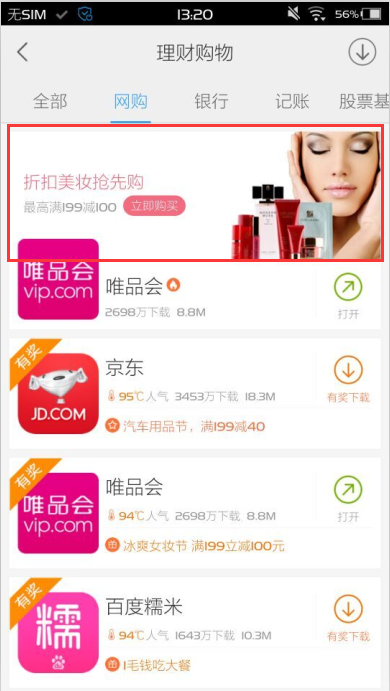 无SIM 13:20 56%
理财购物
全部 网购 银行 记账 股票基
折扣美妆抢先购
最高满199减100 立即购买
唯品会
vip.com
唯品会
2698万下载 8.8M
打开
有奖
JD.COM
京东
95℃人气 3453万下载 18.3M
汽车用品节，满199减40
有奖下载
有奖
唯品会
vip.com
唯品会
94℃人气 2698万下载 8.8M
冰爽女妆节 满199立减100元
打开
有奖
糯
百度糯米
94℃人气 1643万下载 10.3M
1毛钱吃大餐
有奖下载